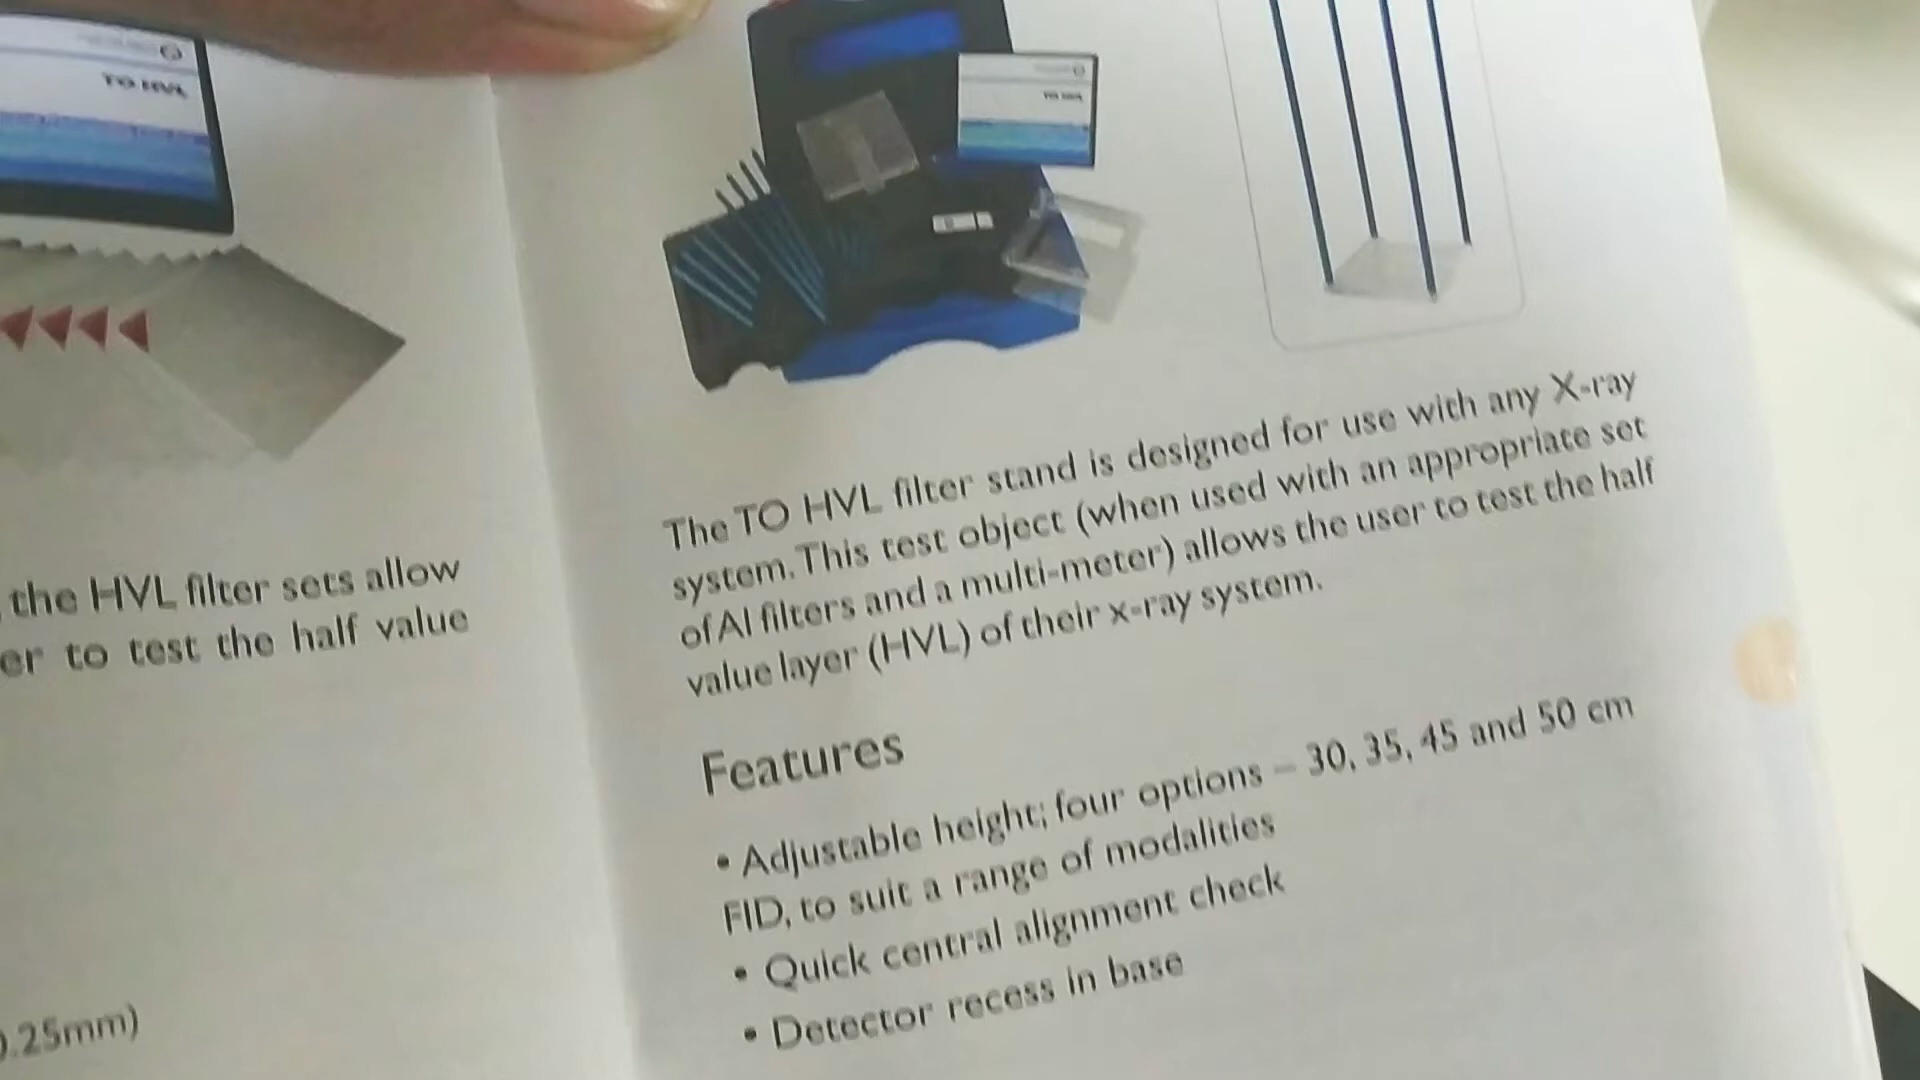 TO HVL
TO HVL
the HVL filter sets allow
er to test the half value
0.25mm)
The TO HVL filter stand is designed for use with any X-ray
system. This test object (when used with an appropriate set
of Al filters and a multi-meter) allows the user to test the half
value layer (HVL) of their x-ray system.
Features
• Adjustable height; four options – 30, 35, 45 and 50 cm
FID, to suit a range of modalities
• Quick central alignment check
• Detector recess in base